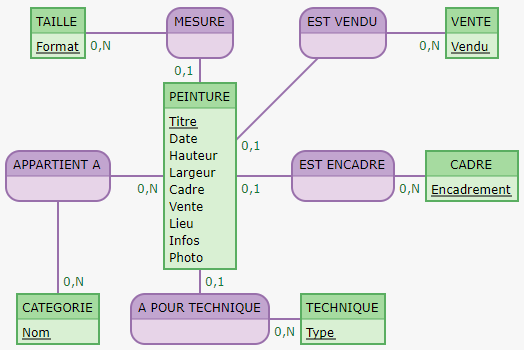 TAILLE
MESURE
EST VENDU
VENTE
Format
0,N
0,N
Vendu
0,1
PEINTURE
Titre
0,1
Date
Hauteur
APPARTIENT A
EST ENCADRE
CADRE
Largeur
Cadre
0,N
0,1
0,N
Encadrement
Vente
Lieu
Infos
Photo
0,N
0,1
CATEGORIE
A POUR TECHNIQUE
TECHNIQUE
Nom
0,N
Type